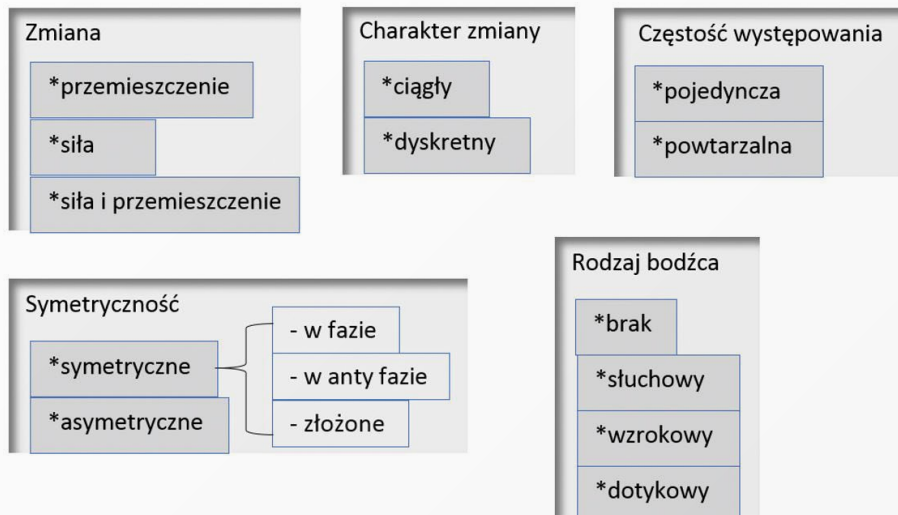 Zmiana
*przemieszczenie
*siła
*siła i przemieszczenie
Charakter zmiany
*ciągły
*dyskretny
Częstość występowania
*pojedyncza
*powtarzalna
Symetryczność
*symetryczne
*asymetryczne
- w fazie
- w anty fazie
- złożone
Rodzaj bodźca
*brak
*słuchowy
*wzrokowy
*dotykowy